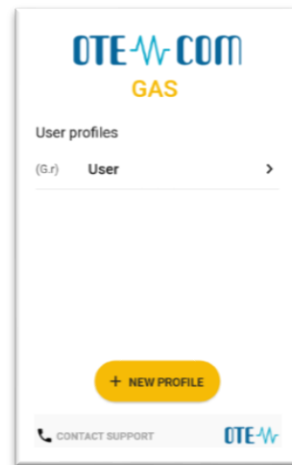 OTE COM
GAS
User profiles
(G.r) User
+ NEW PROFILE
CONTACT SUPPORT OTE